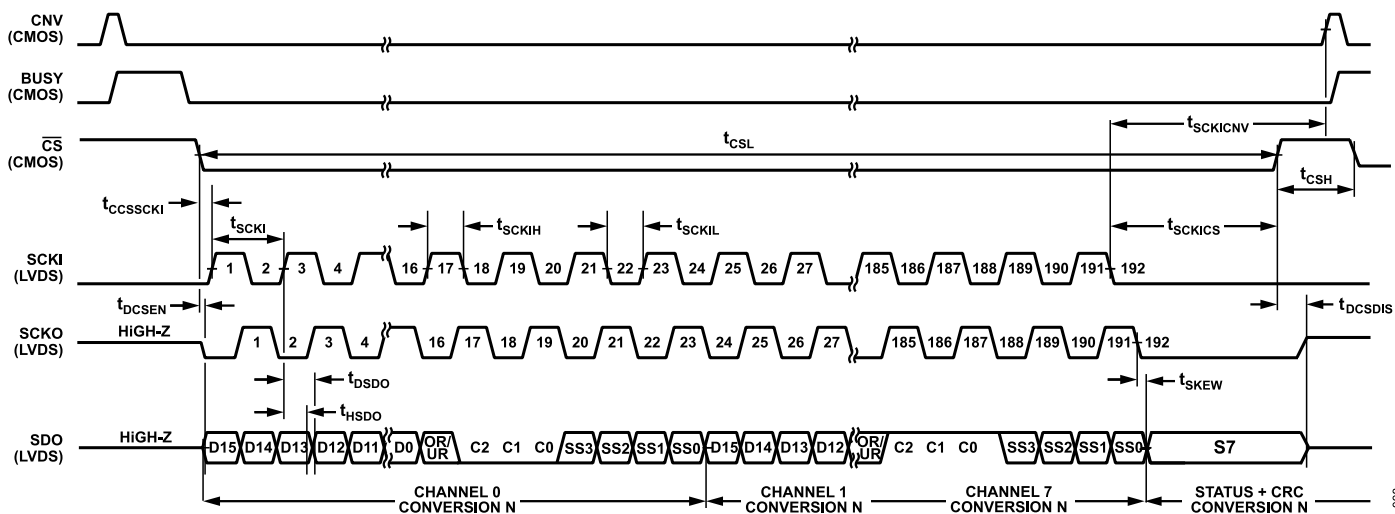 CNV
(CMOS)
BUSY
(CMOS)
CS
(CMOS)
tSCKICNV
tCSL
tCSH
tCCSSCKI
tSCKI
tSCKIH
tSCKIL
tSCKICS
SCKI
(LVDS)
1 2 3 4 16 17 18 19 20 21 22 23 24 25 26 27 185 186 187 188 189 190 191 192
tDCSEN
tDCSDIS
SCKO
(LVDS)
HiGH-Z
1 2 3 4 16 17 18 19 20 21 22 23 24 25 26 27 185 186 187 188 189 190 191 192
tDSDO
tSKEW
tHSDO
SDO
(LVDS)
HiGH-Z
D15 D14 D13 D12 D11 D0 OR/UR C2 C1 C0 SS3 SS2 SS1 SS0 D15 D14 D13 D12 OR/UR C2 C1 C0 SS3 SS2 SS1 SS0 S7
CHANNEL 0
CONVERSION N
CHANNEL 1
CONVERSION N
CHANNEL 7
CONVERSION N
STATUS + CRC
CONVERSION N